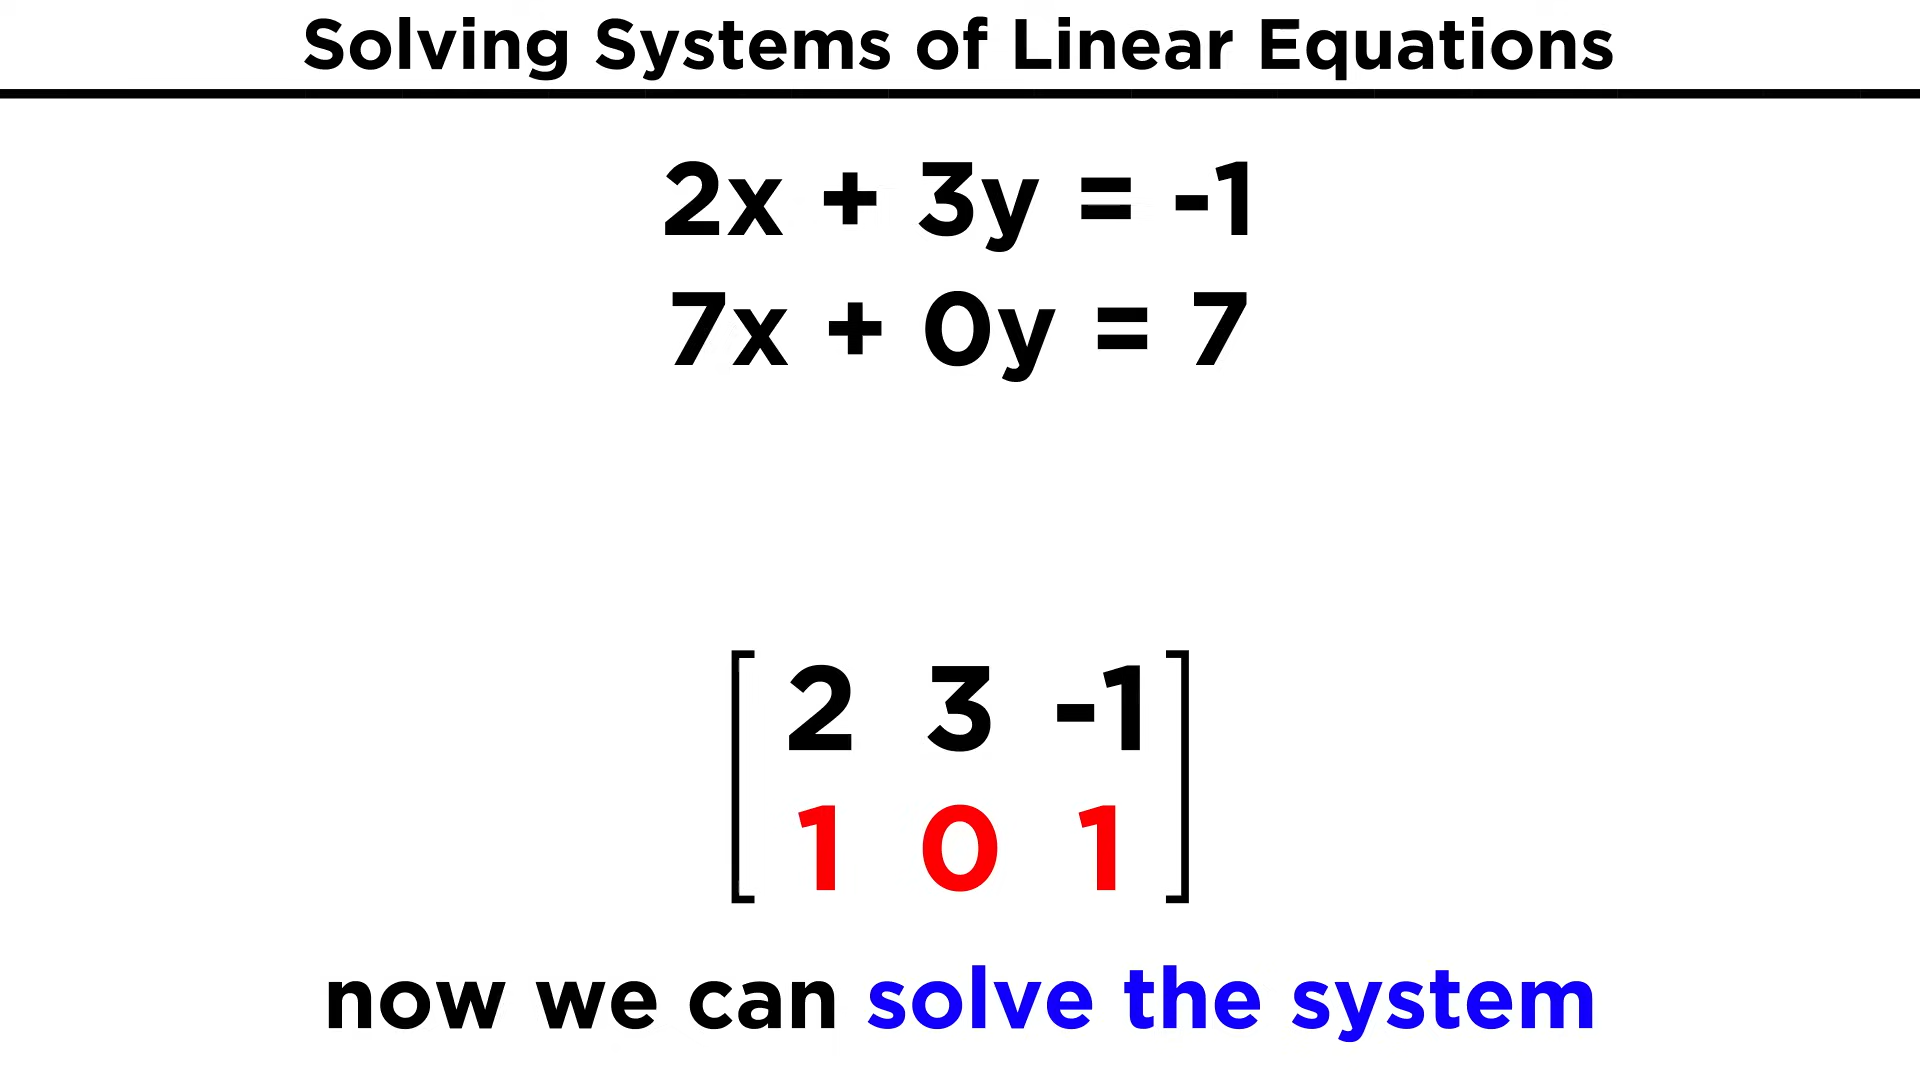 Solving Systems of Linear Equations
2x + 3y = -1
7x + 0y = 7
2 3 -1
1 0 1
now we can solve the system